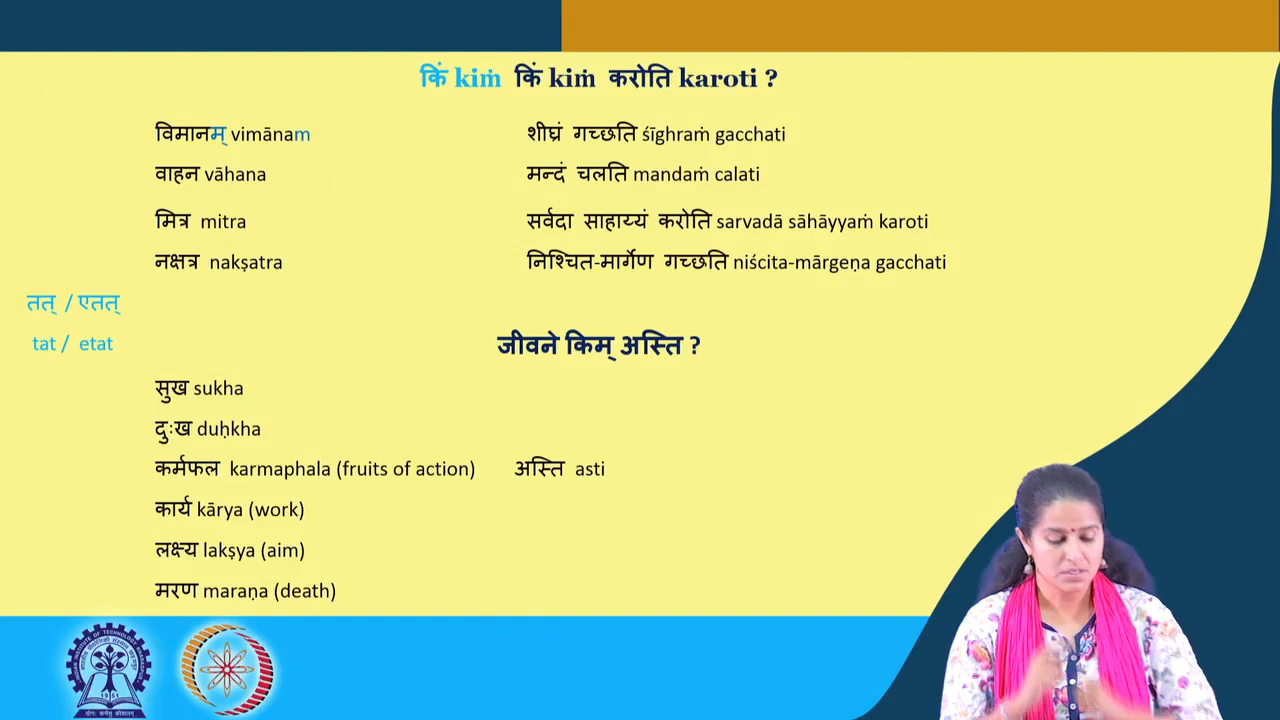 किं kiṁ किं kiṁ करोति karoti ?
विमानम् vimānam शीघ्रं गच्छति śīghraṁ gacchati
वाहन vāhana मन्दं चलति mandaṁ calati
मित्र mitra सर्वदा साहाय्यं करोति sarvadā sāhāyyaṁ karoti
नक्षत्र nakṣatra निश्चित-मार्गेण गच्छति niścita-mārgeṇa gacchati
तत् / एतत्
tat / etat
जीवने किम् अस्ति ?
सुख sukha
दुःख duḥkha
कर्मफल karmaphala (fruits of action) अस्ति asti
कार्य kārya (work)
लक्ष्य lakṣya (aim)
मरण maraṇa (death)